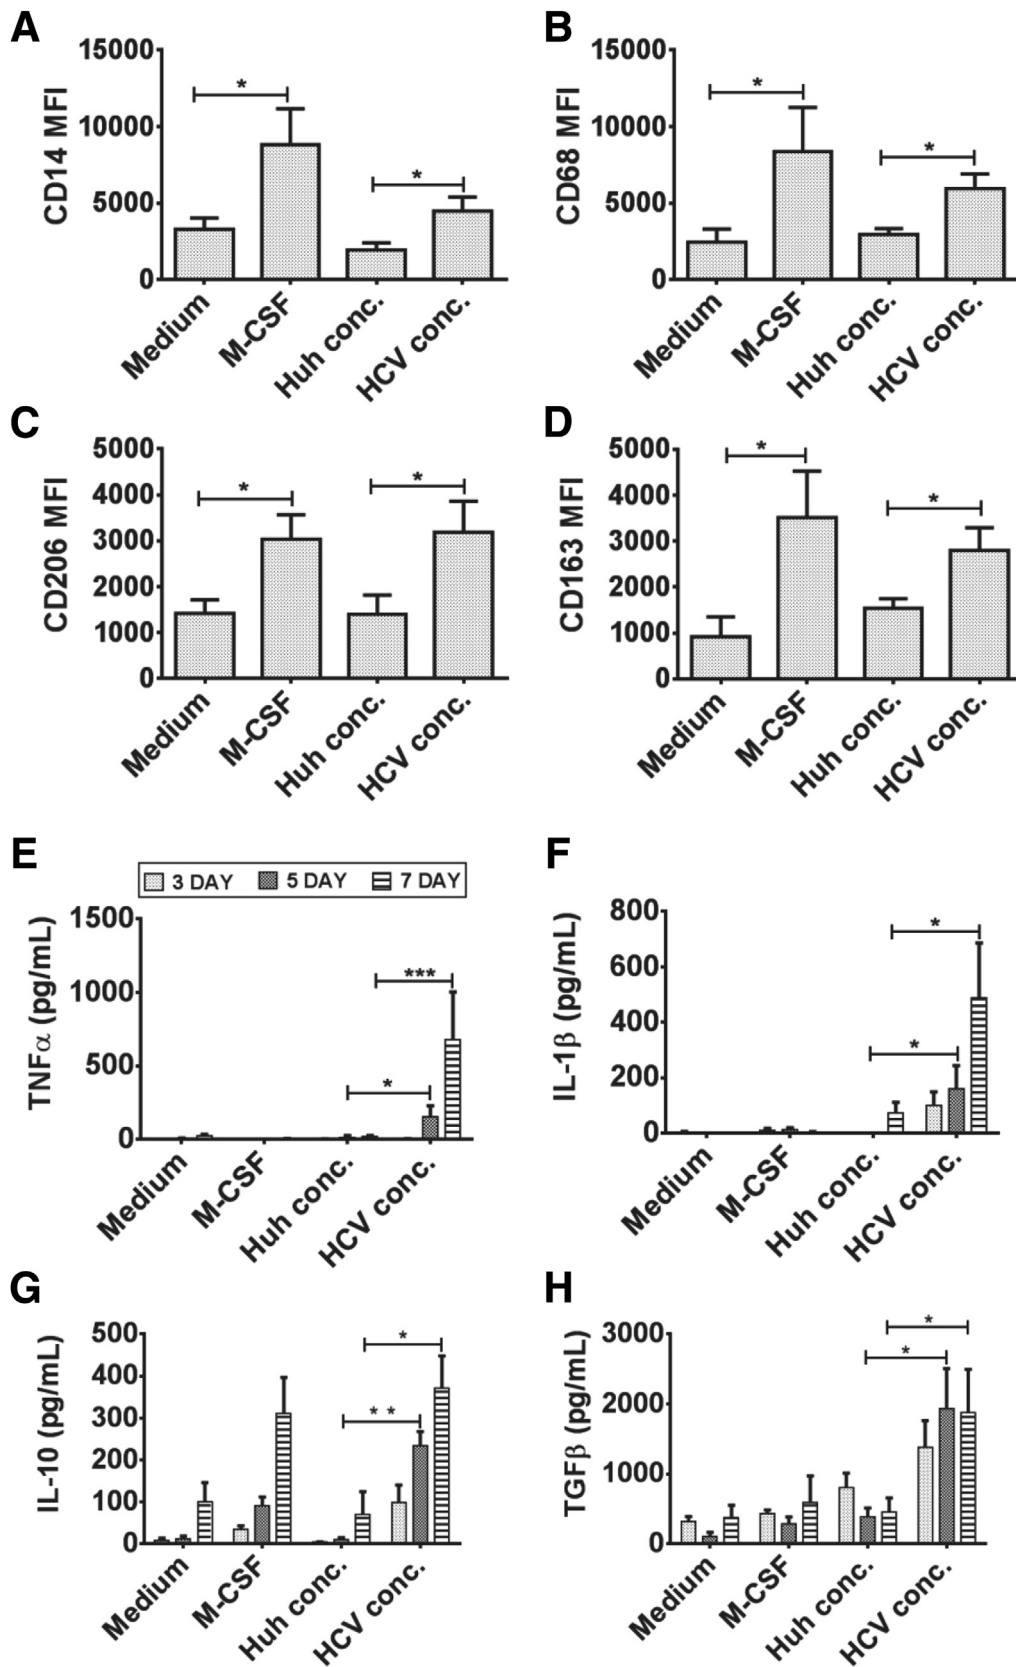 A
CD14 MFI
15000
10000
5000
0
*
*
Medium
M-CSF
Huh conc.
HCV conc.
B
CD68 MFI
15000
10000
5000
0
*
*
Medium
M-CSF
Huh conc.
HCV conc.
C
CD206 MFI
5000
4000
3000
2000
1000
0
*
*
Medium
M-CSF
Huh conc.
HCV conc.
D
CD163 MFI
5000
4000
3000
2000
1000
0
*
*
Medium
M-CSF
Huh conc.
HCV conc.
E
3 DAY 5 DAY 7 DAY
TNFα (pg/mL)
1500
1000
500
0
***
*
Medium
M-CSF
Huh conc.
HCV conc.
F
IL-1β (pg/mL)
800
600
400
200
0
*
*
Medium
M-CSF
Huh conc.
HCV conc.
G
IL-10 (pg/mL)
500
400
300
200
100
0
*
* *
Medium
M-CSF
Huh conc.
HCV conc.
H
TGFβ (pg/mL)
3000
2000
1000
0
*
*
Medium
M-CSF
Huh conc.
HCV conc.